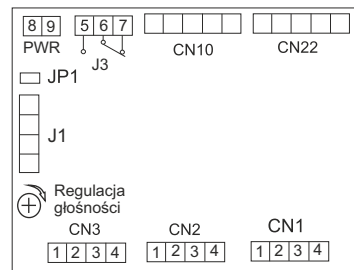 8 9 5 6 7
PWR J3 CN10 CN22
JP1
J1
Regulacja
głośności
CN3 CN2 CN1
1 2 3 4 1 2 3 4 1 2 3 4